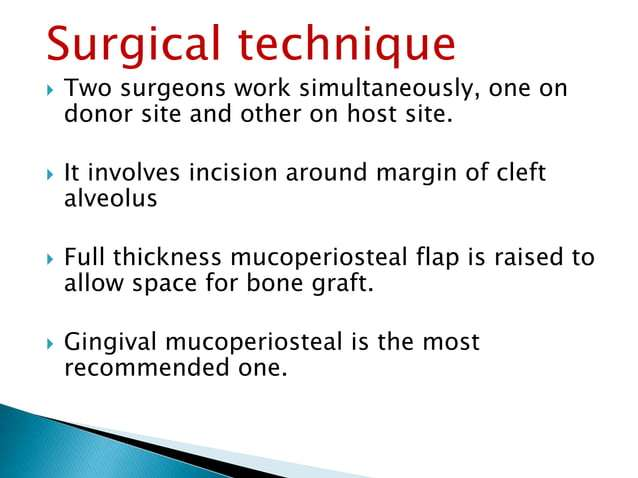 Surgical technique
Two surgeons work simultaneously, one on
donor site and other on host site.
It involves incision around margin of cleft
alveolus
Full thickness mucoperiosteal flap is raised to
allow space for bone graft.
Gingival mucoperiosteal is the most
recommended one.